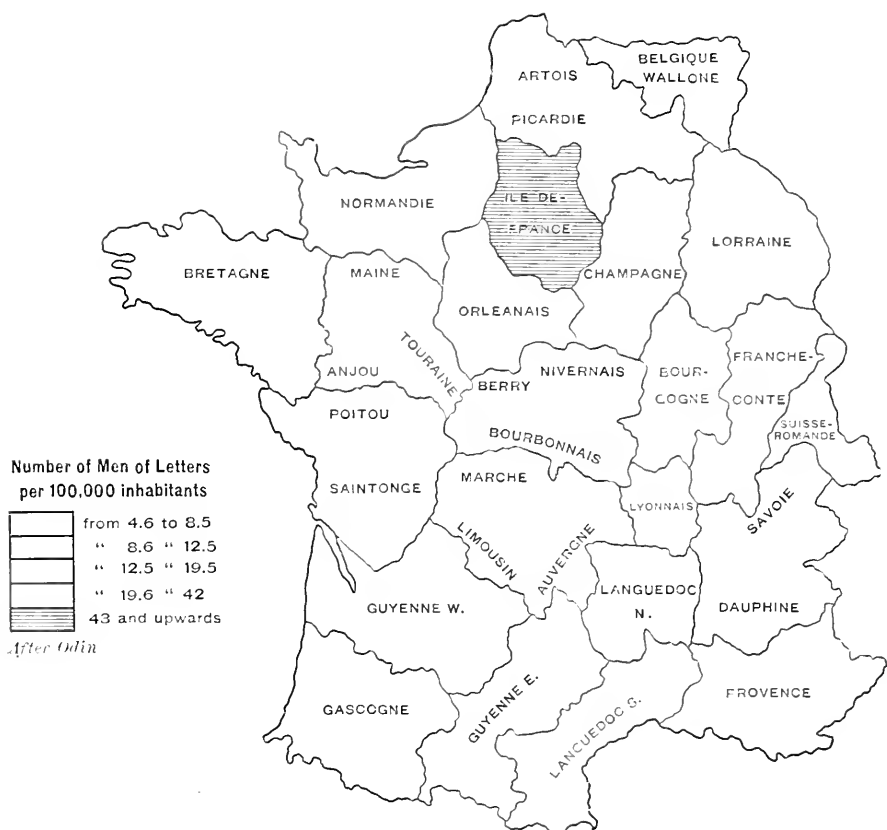 BELGIQUE
WALLONE
ARTOIS
PICARDIE
NORMANDIE
ILE DE-
FRANCE
LORRAINE
BRETAGNE
MAINE
CHAMPAGNE
ORLEANAIS
TOURAINE
ANJOU
BERRY
NIVERNAIS
BOUR-
GOGNE
FRANCHE-
CONTE
POITOU
BOURBONNAIS
SUISSE-
ROMANDE
MARCHE
SAINTONGE
LYONNAIS
SAVOIE
LIMOUSIN
AUVERGNE
GUYENNE W.
LANGUEDOC
N.
DAUPHINE
GASCOGNE
GUYENNE E.
LANGUEDOC S.
PROVENCE
Number of Men of Letters
per 100,000 inhabitants
from 4.6 to 8.5
“ 8.6 “ 12.5
“ 12.5 “ 19.5
“ 19.6 “ 42
43 and upwards
After Odin